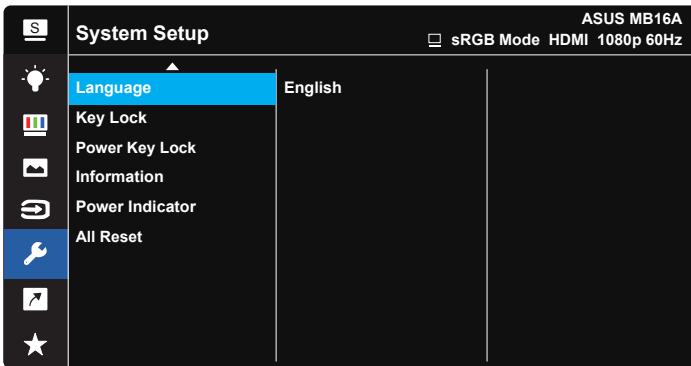 S
System Setup
ASUS MB16A
sRGB Mode HDMI 1080p 60Hz
Language English
Key Lock
Power Key Lock
Information
Power Indicator
All Reset